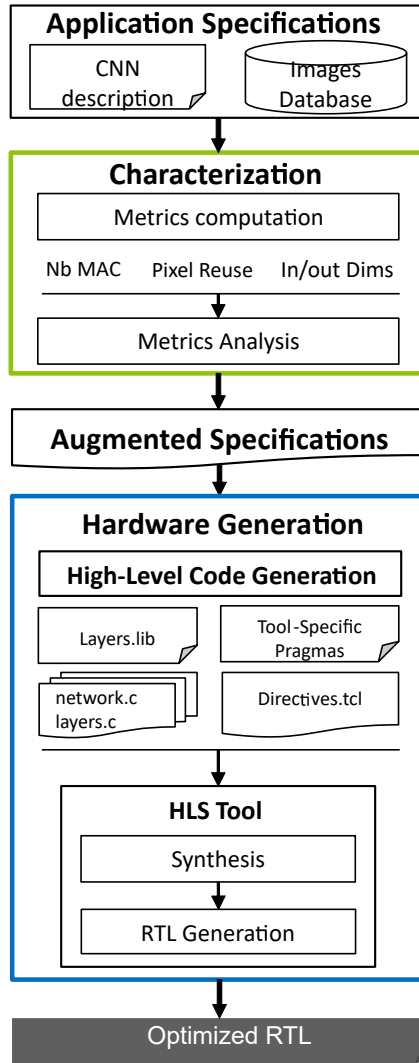 Application Specifications
CNN
description
Images
Database
Characterization
Metrics computation
Nb MAC Pixel Reuse In/out Dims
Metrics Analysis
Augmented Specifications
Hardware Generation
High-Level Code Generation
Layers.lib
Tool-Specific
Pragmas
network.c
layers.c
Directives.tcl
HLS Tool
Synthesis
RTL Generation
Optimized RTL